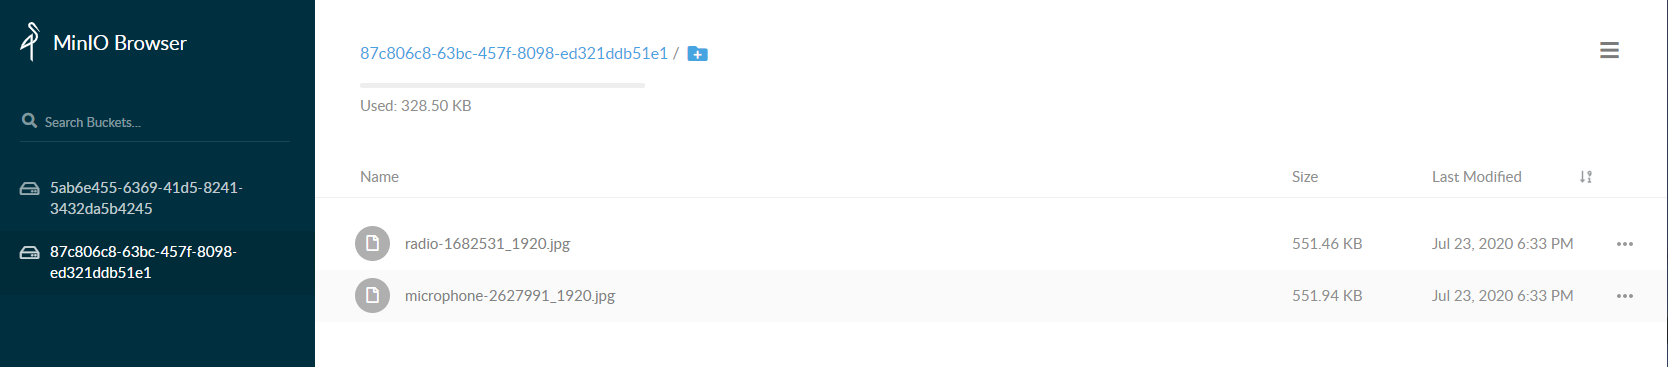 MinIO Browser
Search Buckets...
5ab6e455-6369-41d5-8241-
3432da5b4245
87c806c8-63bc-457f-8098-
ed321ddb51e1
87c806c8-63bc-457f-8098-ed321ddb51e1 /
Used: 328.50 KB
Name Size Last Modified
radio-1682531_1920.jpg 551.46 KB Jul 23, 2020 6:33 PM
microphone-2627991_1920.jpg 551.94 KB Jul 23, 2020 6:33 PM